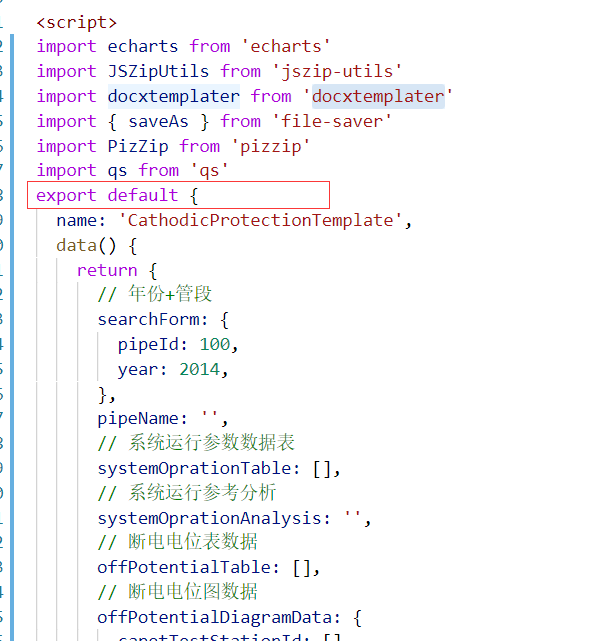 <script>
import echarts from 'echarts'
import JSZipUtils from 'jszip-utils'
import docxtemplater from 'docxtemplater'
import { saveAs } from 'file-saver'
import PizZip from 'pizzip'
import qs from 'qs'
export default {
  name: 'CathodicProtectionTemplate',
  data() {
    return {
      // 年份+管段
      searchForm: {
        pipeId: 100,
        year: 2014,
      },
      pipeName: '',
      // 系统运行参数数据表
      systemOprationTable: [],
      // 系统运行参考分析
      systemOprationAnalysis: '',
      // 断电电位表数据
      offPotentialTable: [],
      // 断电电位图数据
      offPotentialDiagramData: {